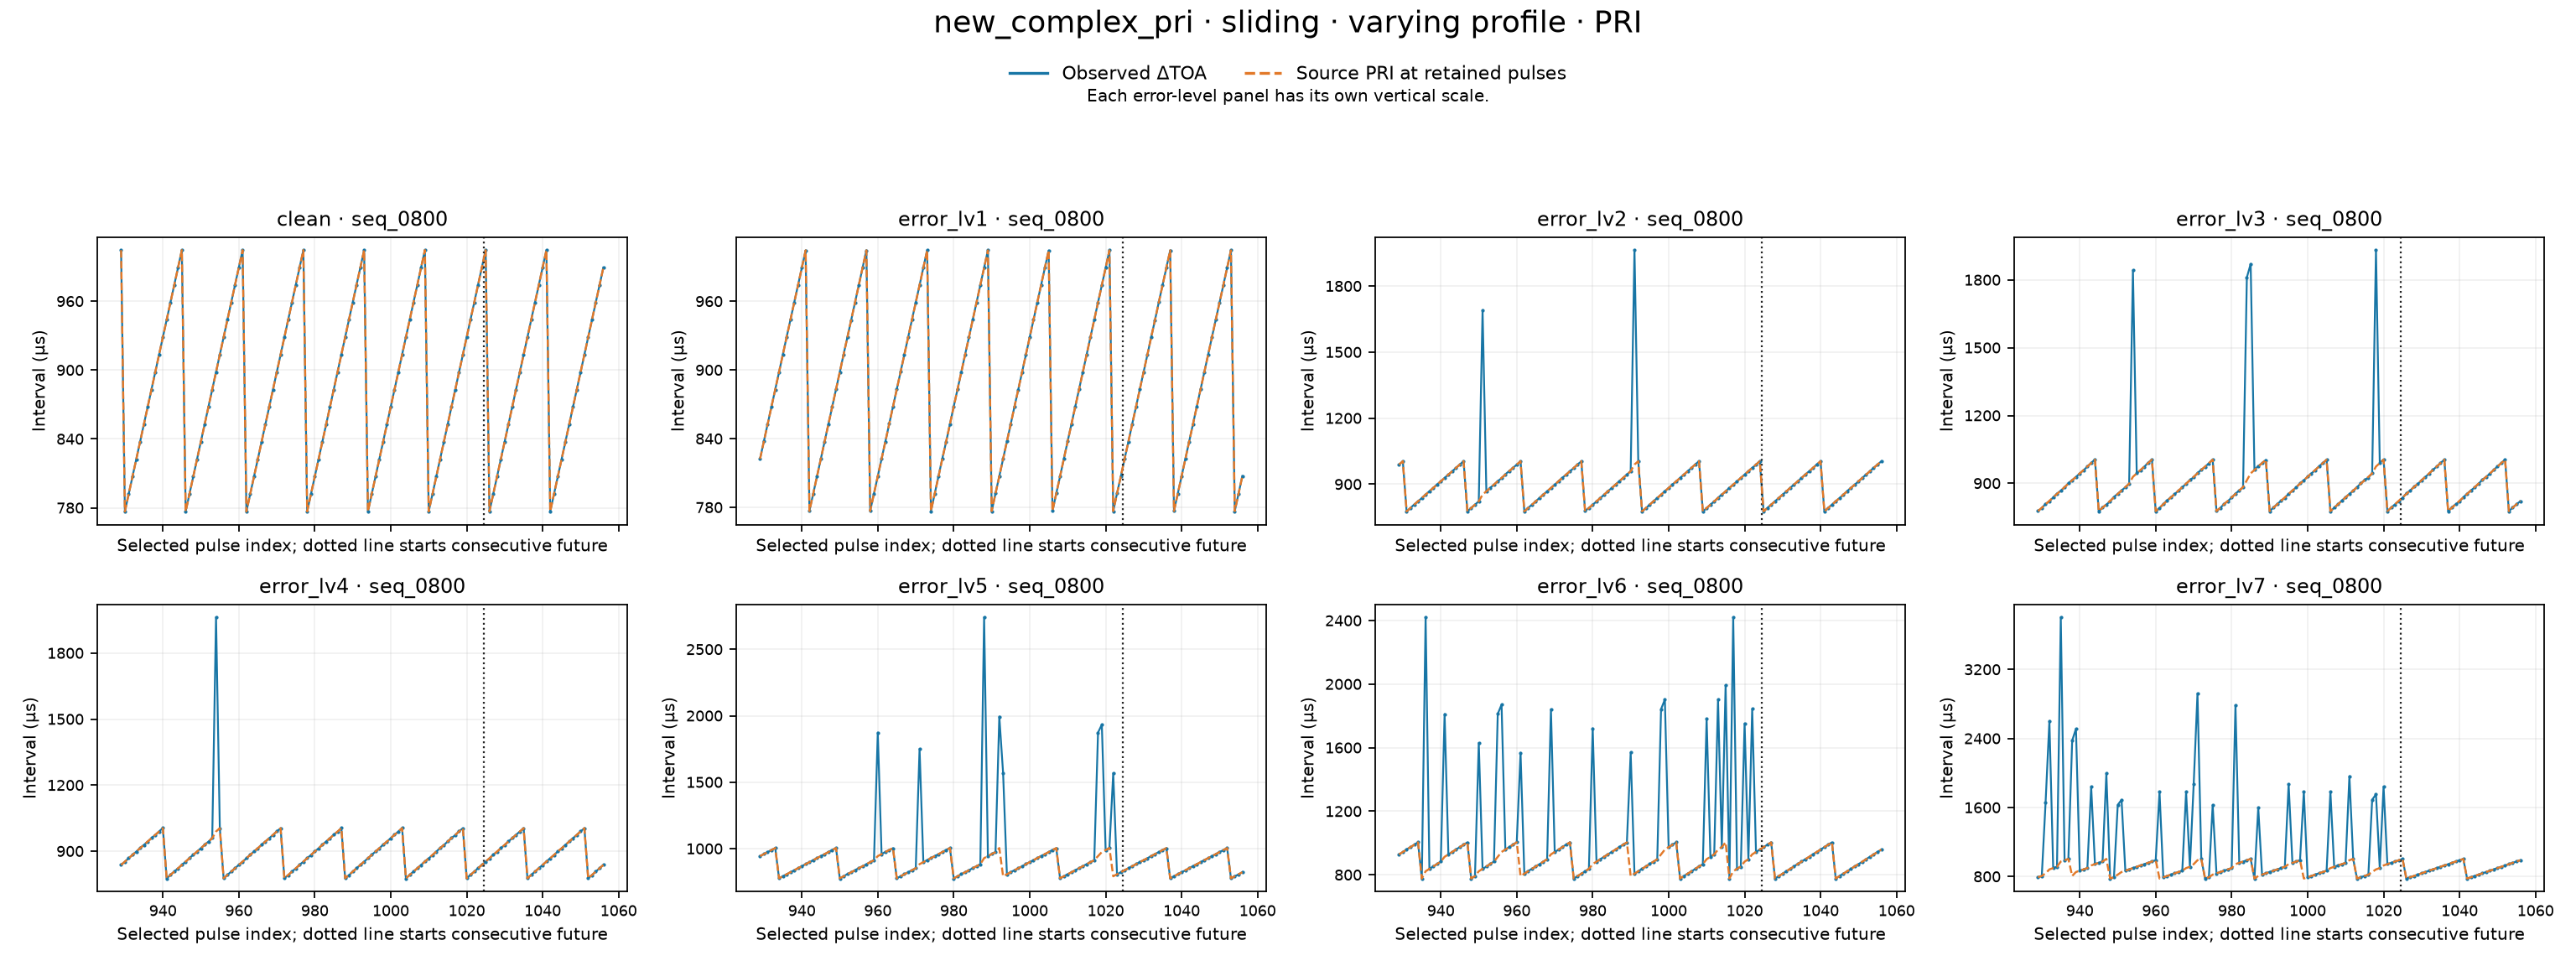 new_complex_pri · sliding · varying profile · PRI
Observed ΔTOA
Source PRI at retained pulses
Each error-level panel has its own vertical scale.
clean · seq_0800
960
900
840
780
Interval (µs)
Selected pulse index; dotted line starts consecutive future
error_lv1 · seq_0800
960
900
840
780
Interval (µs)
Selected pulse index; dotted line starts consecutive future
error_lv2 · seq_0800
1800
1500
1200
900
Interval (µs)
Selected pulse index; dotted line starts consecutive future
error_lv3 · seq_0800
1800
1500
1200
900
Interval (µs)
Selected pulse index; dotted line starts consecutive future
error_lv4 · seq_0800
1800
1500
1200
900
Interval (µs)
940 960 980 1000 1020 1040 1060
Selected pulse index; dotted line starts consecutive future
error_lv5 · seq_0800
2500
2000
1500
1000
Interval (µs)
940 960 980 1000 1020 1040 1060
Selected pulse index; dotted line starts consecutive future
error_lv6 · seq_0800
2400
2000
1600
1200
800
Interval (µs)
940 960 980 1000 1020 1040 1060
Selected pulse index; dotted line starts consecutive future
error_lv7 · seq_0800
3200
2400
1600
800
Interval (µs)
940 960 980 1000 1020 1040 1060
Selected pulse index; dotted line starts consecutive future